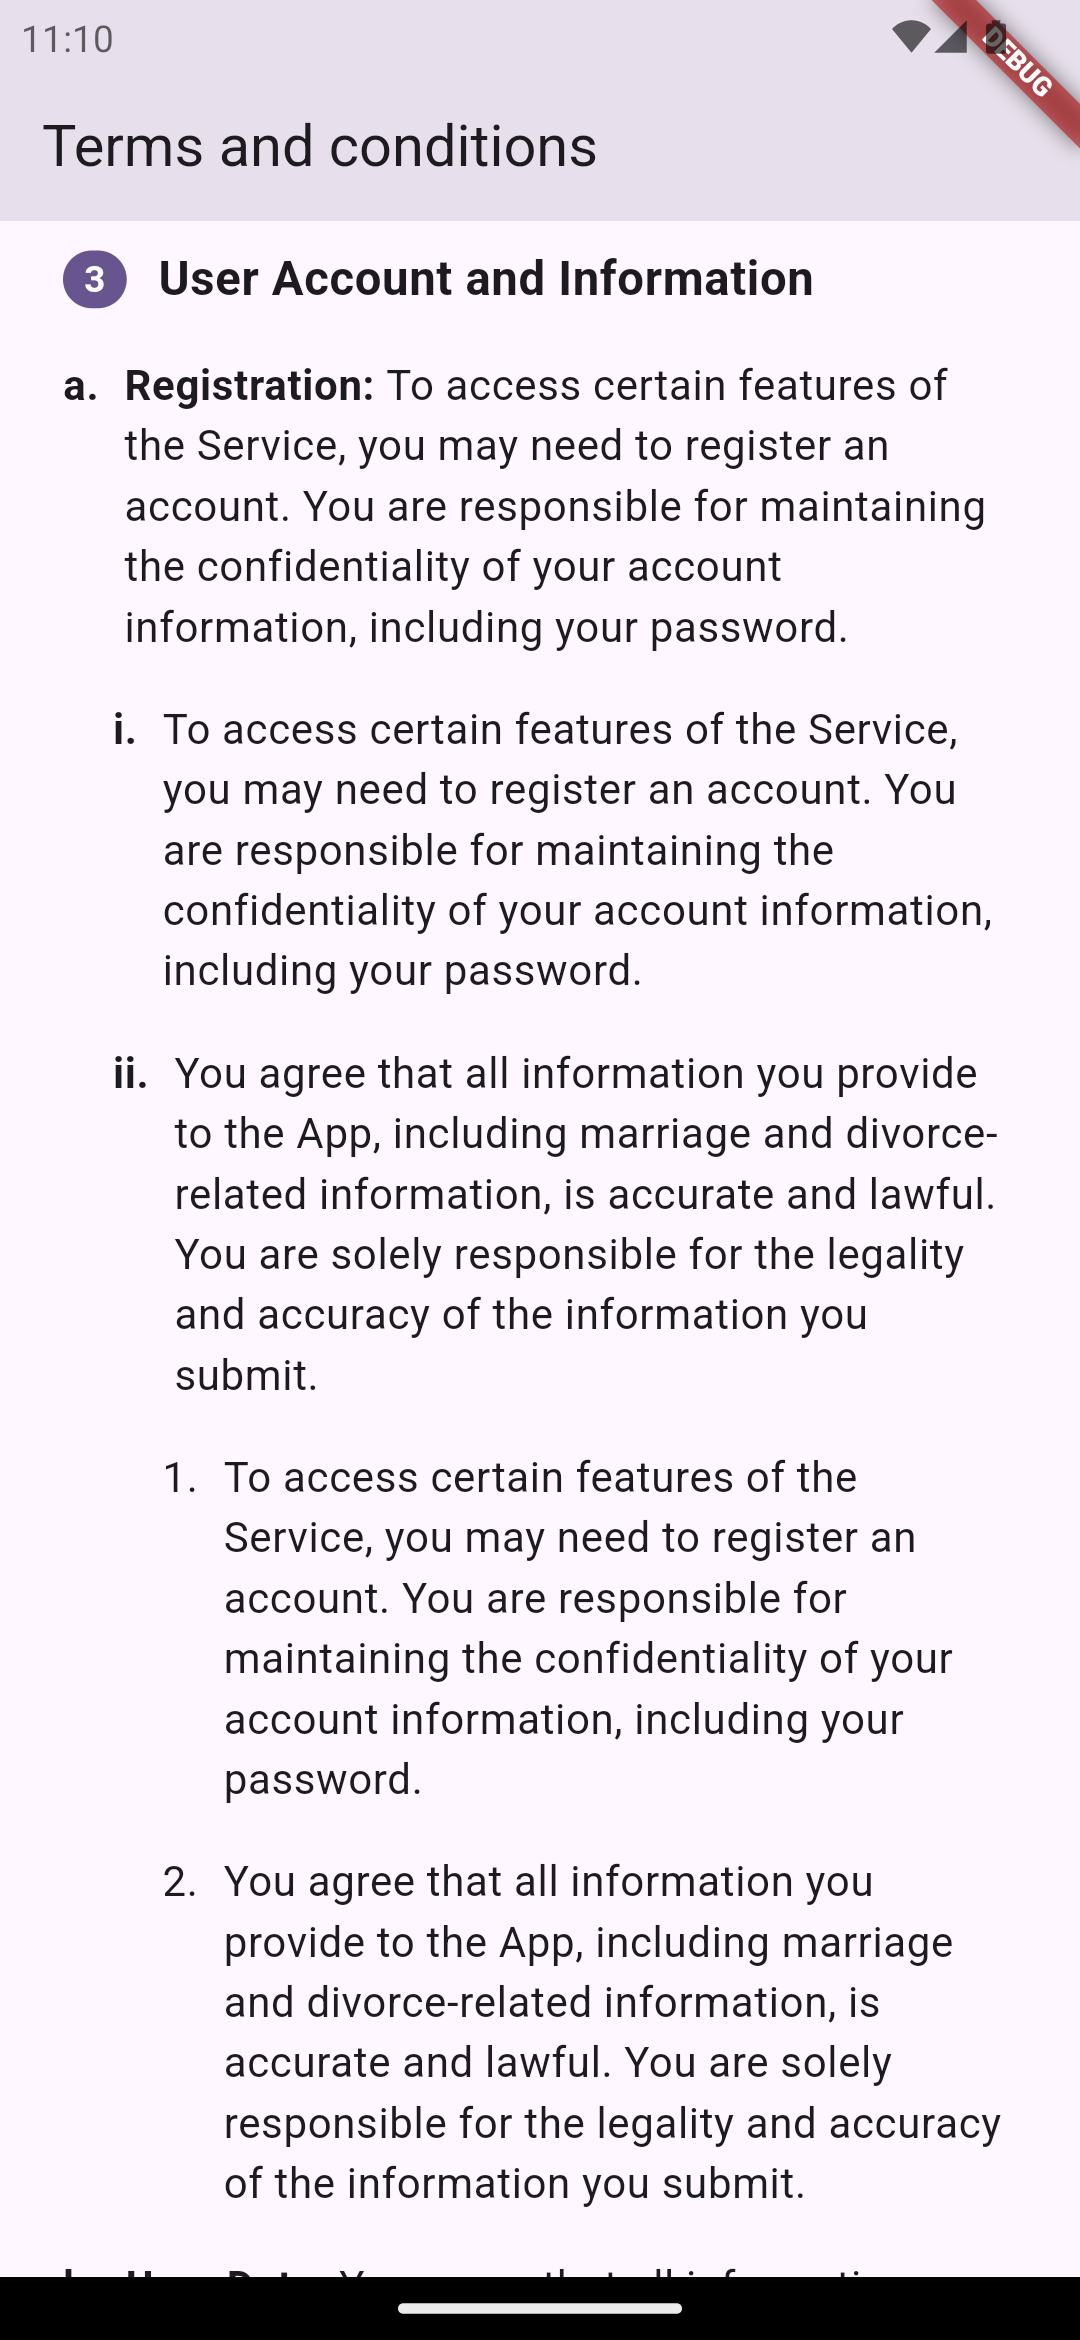 11:10
DEBUG
Terms and conditions
3 User Account and Information
a. Registration: To access certain features of
the Service, you may need to register an
account. You are responsible for maintaining
the confidentiality of your account
information, including your password.
i. To access certain features of the Service,
you may need to register an account. You
are responsible for maintaining the
confidentiality of your account information,
including your password.
ii. You agree that all information you provide
to the App, including marriage and divorce-
related information, is accurate and lawful.
You are solely responsible for the legality
and accuracy of the information you
submit.
1. To access certain features of the
Service, you may need to register an
account. You are responsible for
maintaining the confidentiality of your
account information, including your
password.
2. You agree that all information you
provide to the App, including marriage
and divorce-related information, is
accurate and lawful. You are solely
responsible for the legality and accuracy
of the information you submit.